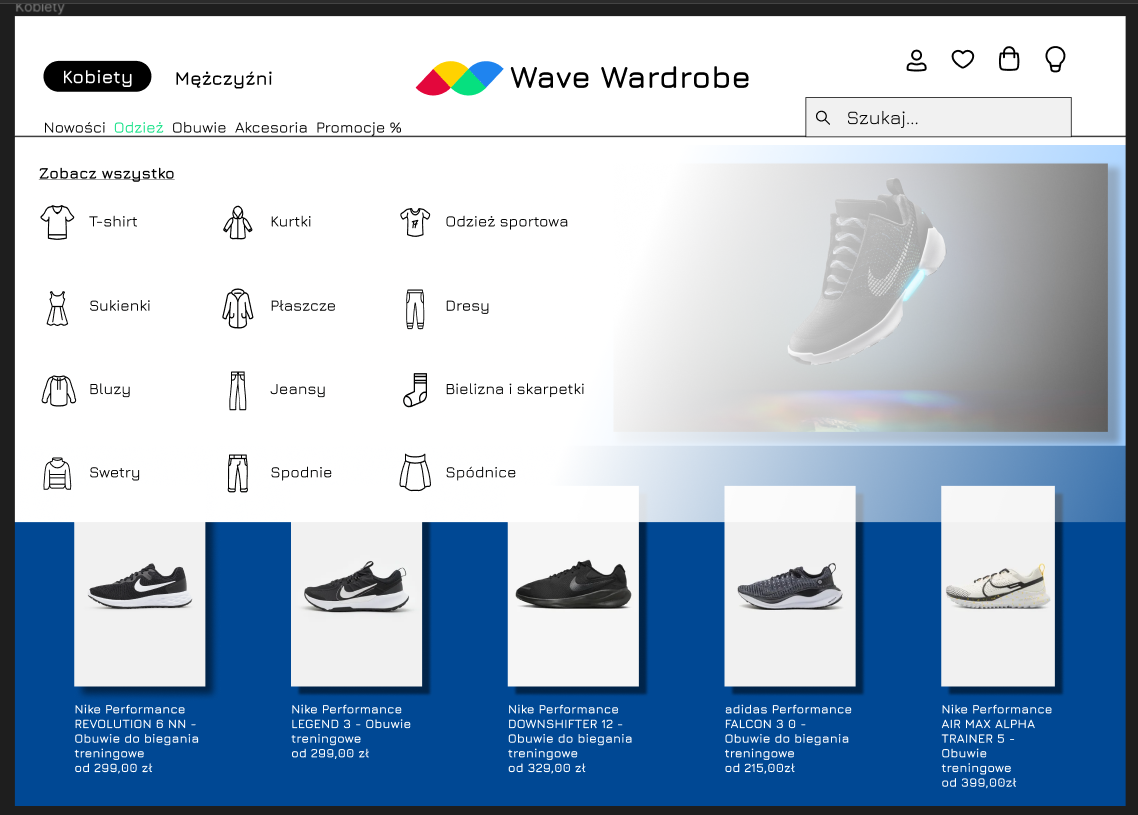 Kobiety
Kobiety
Mężczyźni
Wave Wardrobe
Nowości Odzież Obuwie Akcesoria Promocje %
Szukaj...
Zobacz wszystko
T-shirt
Kurtki
Odzież sportowa
Sukienki
Płaszcze
Dresy
Bluzy
Jeansy
Bielizna i skarpetki
Swetry
Spodnie
Spódnice
Nike Performance
REVOLUTION 6 NN -
Obuwie do biegania
treningowe
od 299,00 zł
Nike Performance
LEGEND 3 - Obuwie
treningowe
od 299,00 zł
Nike Performance
DOWNSHIFTER 12 -
Obuwie do biegania
treningowe
od 329,00 zł
adidas Performance
FALCON 3 0 -
Obuwie do biegania
treningowe
od 215,00zł
Nike Performance
AIR MAX ALPHA
TRAINER 5 -
Obuwie
treningowe
od 399,00zł